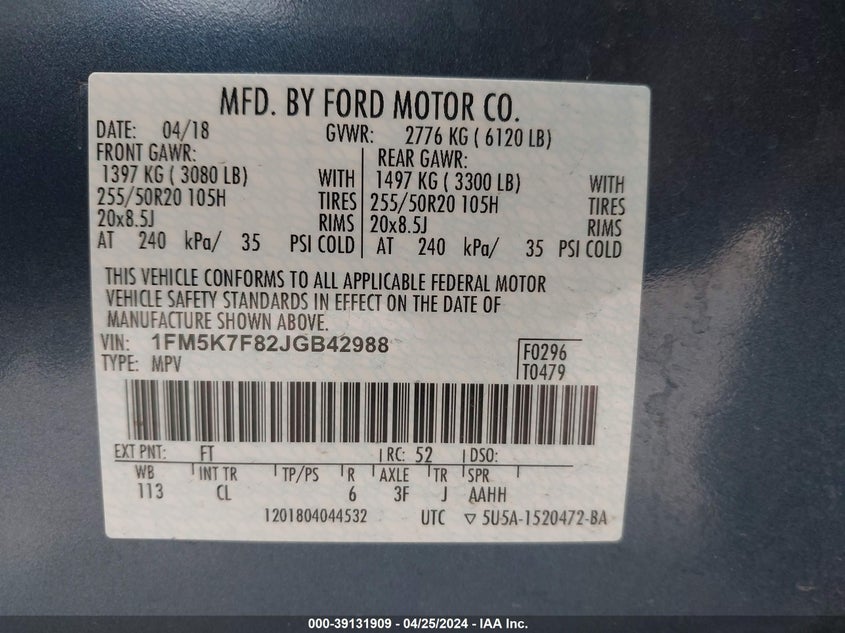 MFD. BY FORD MOTOR CO.
DATE: 04/18 GVWR: 2776 KG ( 6120 LB)
FRONT GAWR: REAR GAWR:
1397 KG ( 3080 LB) WITH 1497 KG ( 3300 LB) WITH
255/50R20 105H TIRES 255/50R20 105H TIRES
20x8.5J RIMS 20x8.5J RIMS
AT 240 kPa/ 35 PSI COLD AT 240 kPa/ 35 PSI COLD
THIS VEHICLE CONFORMS TO ALL APPLICABLE FEDERAL MOTOR
VEHICLE SAFETY STANDARDS IN EFFECT ON THE DATE OF
MANUFACTURE SHOWN ABOVE.
VIN: 1FM5K7F82JGB42988 F0296
TYPE: MPV T0479
EXT PNT: FT RC: 52 DSO:
WB INT TR TP/PS R AXLE TR SPR
113 CL 6 3F J AAHH
1201804044532 UTC ▽ 5U5A-1520472-BA
000-39131909 - 04/25/2024 - IAA Inc.